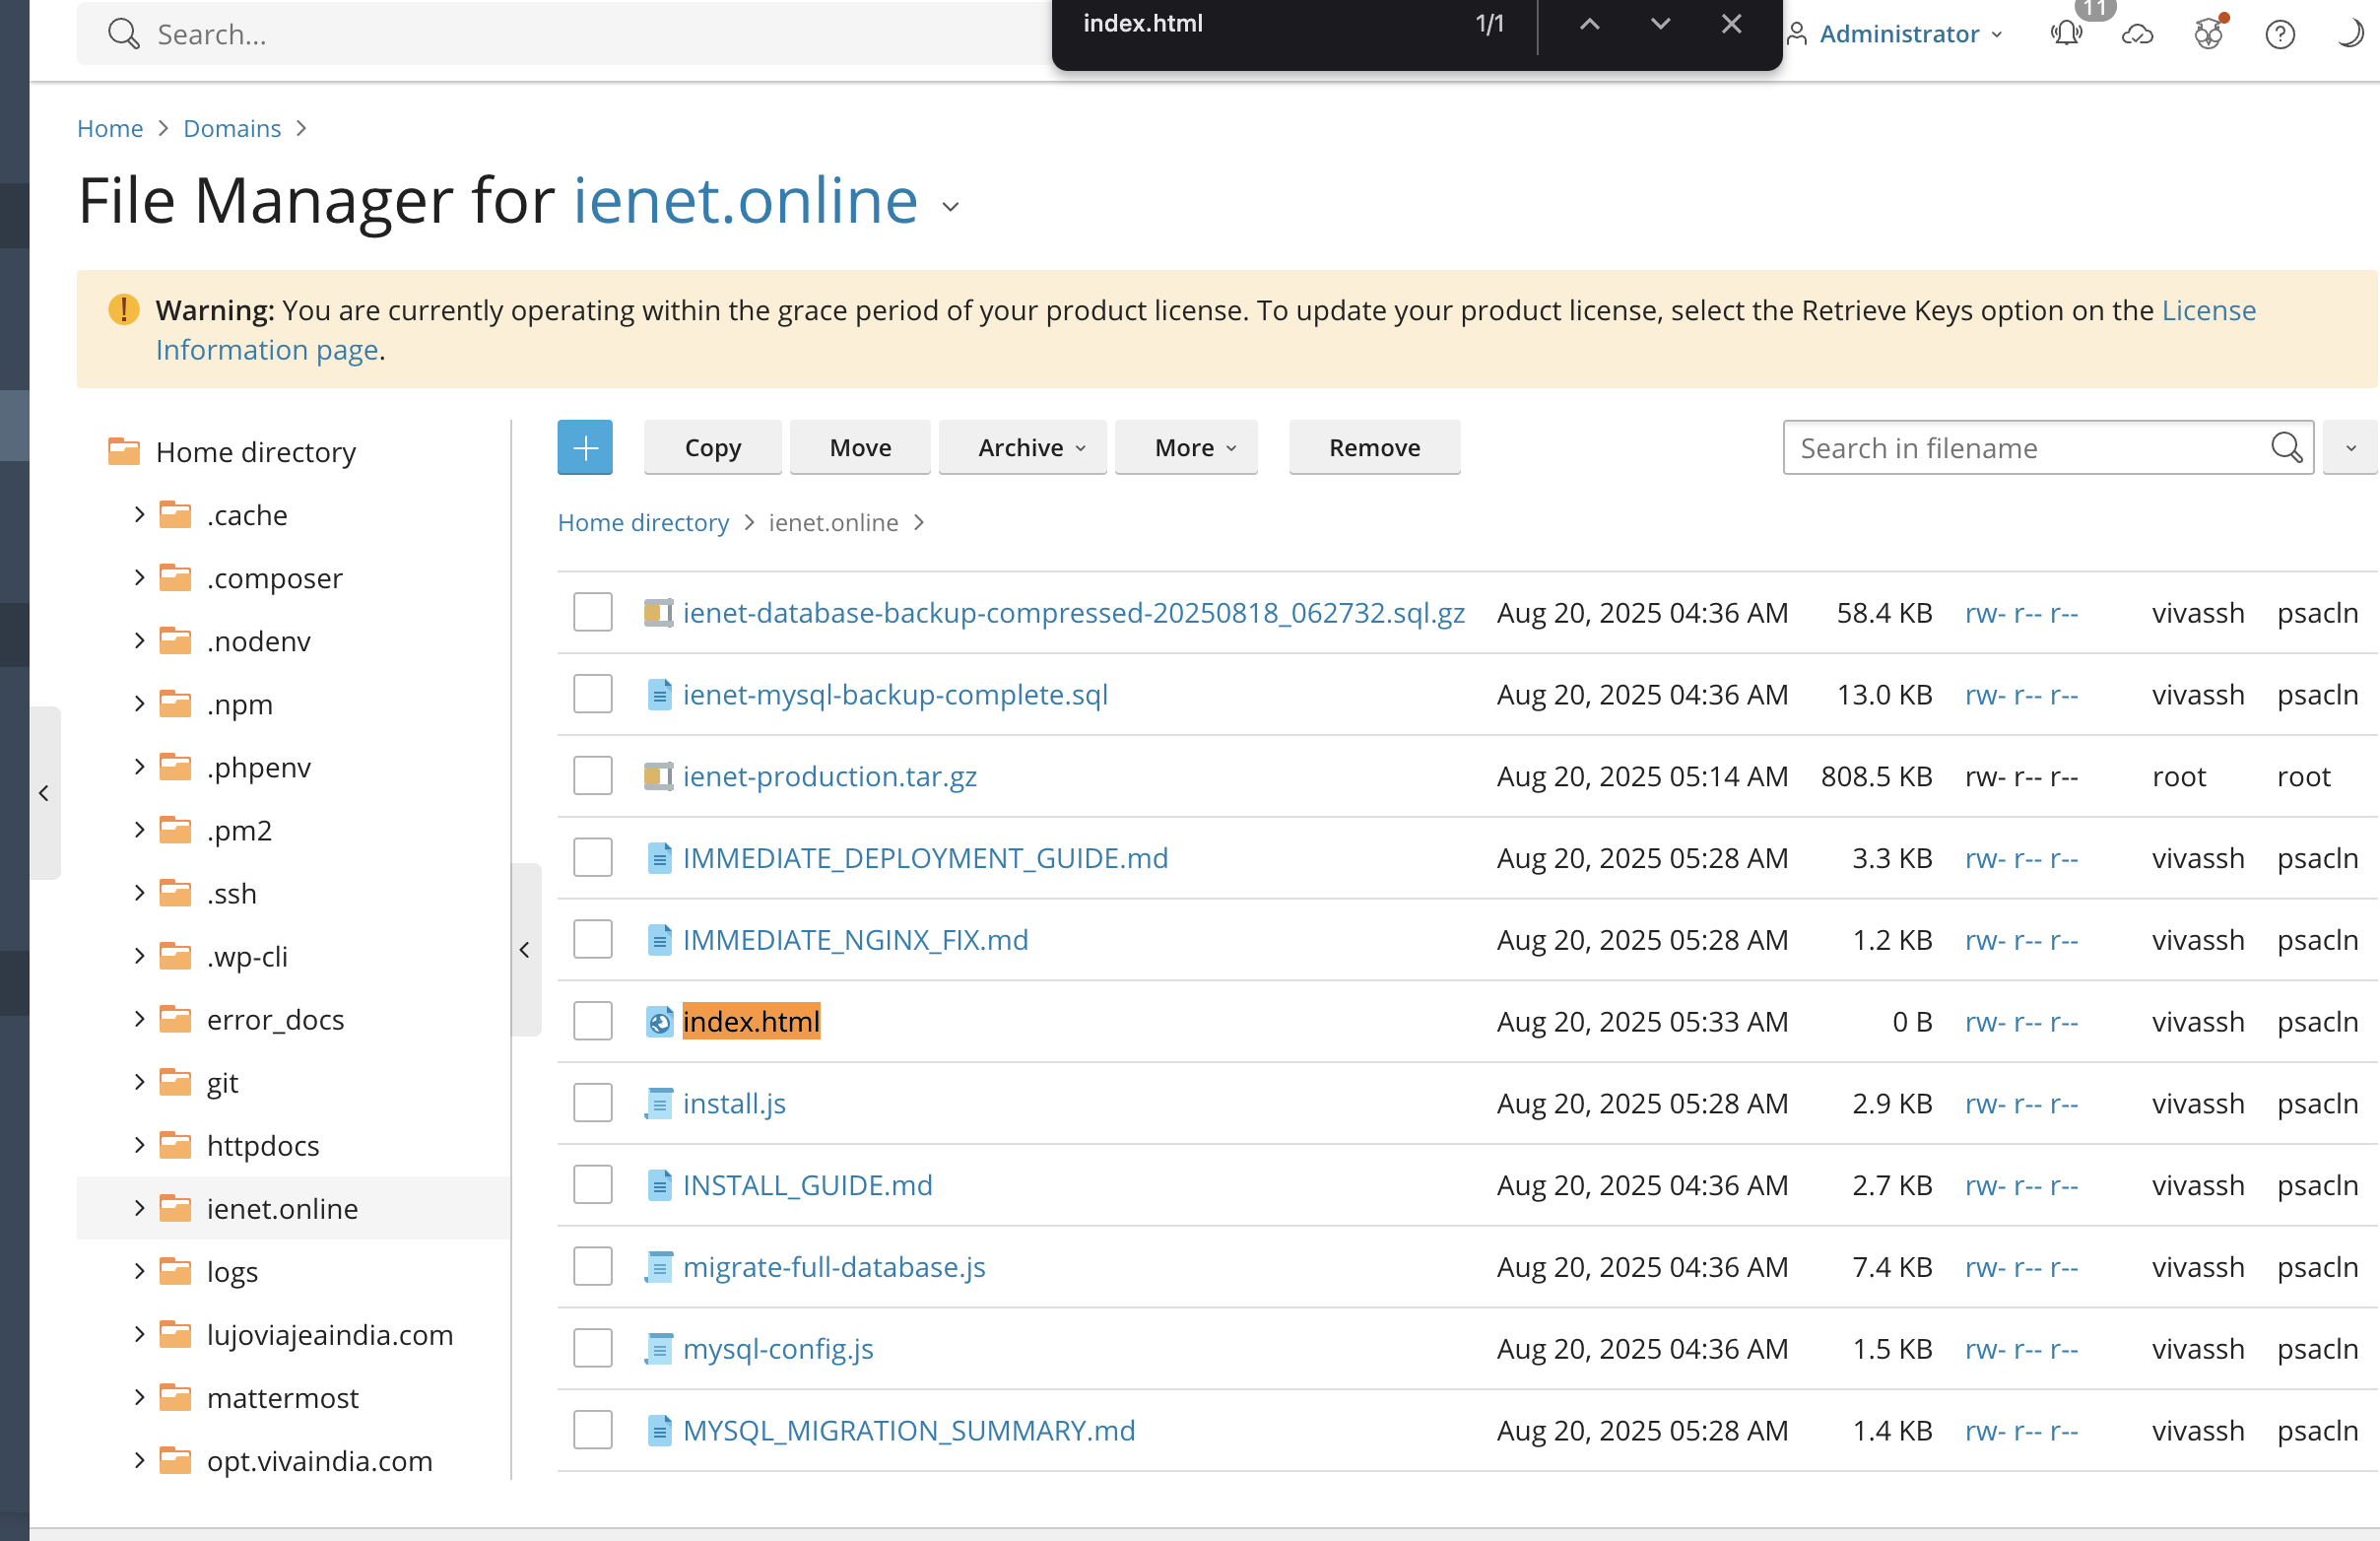 Search...
index.html 1/1
Administrator
11
Home > Domains >
File Manager for ienet.online
Warning: You are currently operating within the grace period of your product license. To update your product license, select the Retrieve Keys option on the License
Information page.
Home directory
.cache
.composer
.nodenv
.npm
.phpenv
.pm2
.ssh
.wp-cli
error_docs
git
httpdocs
ienet.online
logs
lujoviajeaindia.com
mattermost
opt.vivaindia.com
Copy Move Archive More Remove
Search in filename
Home directory > ienet.online >
ienet-database-backup-compressed-20250818_062732.sql.gz Aug 20, 2025 04:36 AM 58.4 KB rw- r-- r-- vivassh psacln
ienet-mysql-backup-complete.sql Aug 20, 2025 04:36 AM 13.0 KB rw- r-- r-- vivassh psacln
ienet-production.tar.gz Aug 20, 2025 05:14 AM 808.5 KB rw- r-- r-- root root
IMMEDIATE_DEPLOYMENT_GUIDE.md Aug 20, 2025 05:28 AM 3.3 KB rw- r-- r-- vivassh psacln
IMMEDIATE_NGINX_FIX.md Aug 20, 2025 05:28 AM 1.2 KB rw- r-- r-- vivassh psacln
index.html Aug 20, 2025 05:33 AM 0 B rw- r-- r-- vivassh psacln
install.js Aug 20, 2025 05:28 AM 2.9 KB rw- r-- r-- vivassh psacln
INSTALL_GUIDE.md Aug 20, 2025 04:36 AM 2.7 KB rw- r-- r-- vivassh psacln
migrate-full-database.js Aug 20, 2025 04:36 AM 7.4 KB rw- r-- r-- vivassh psacln
mysql-config.js Aug 20, 2025 04:36 AM 1.5 KB rw- r-- r-- vivassh psacln
MYSQL_MIGRATION_SUMMARY.md Aug 20, 2025 05:28 AM 1.4 KB rw- r-- r-- vivassh psacln